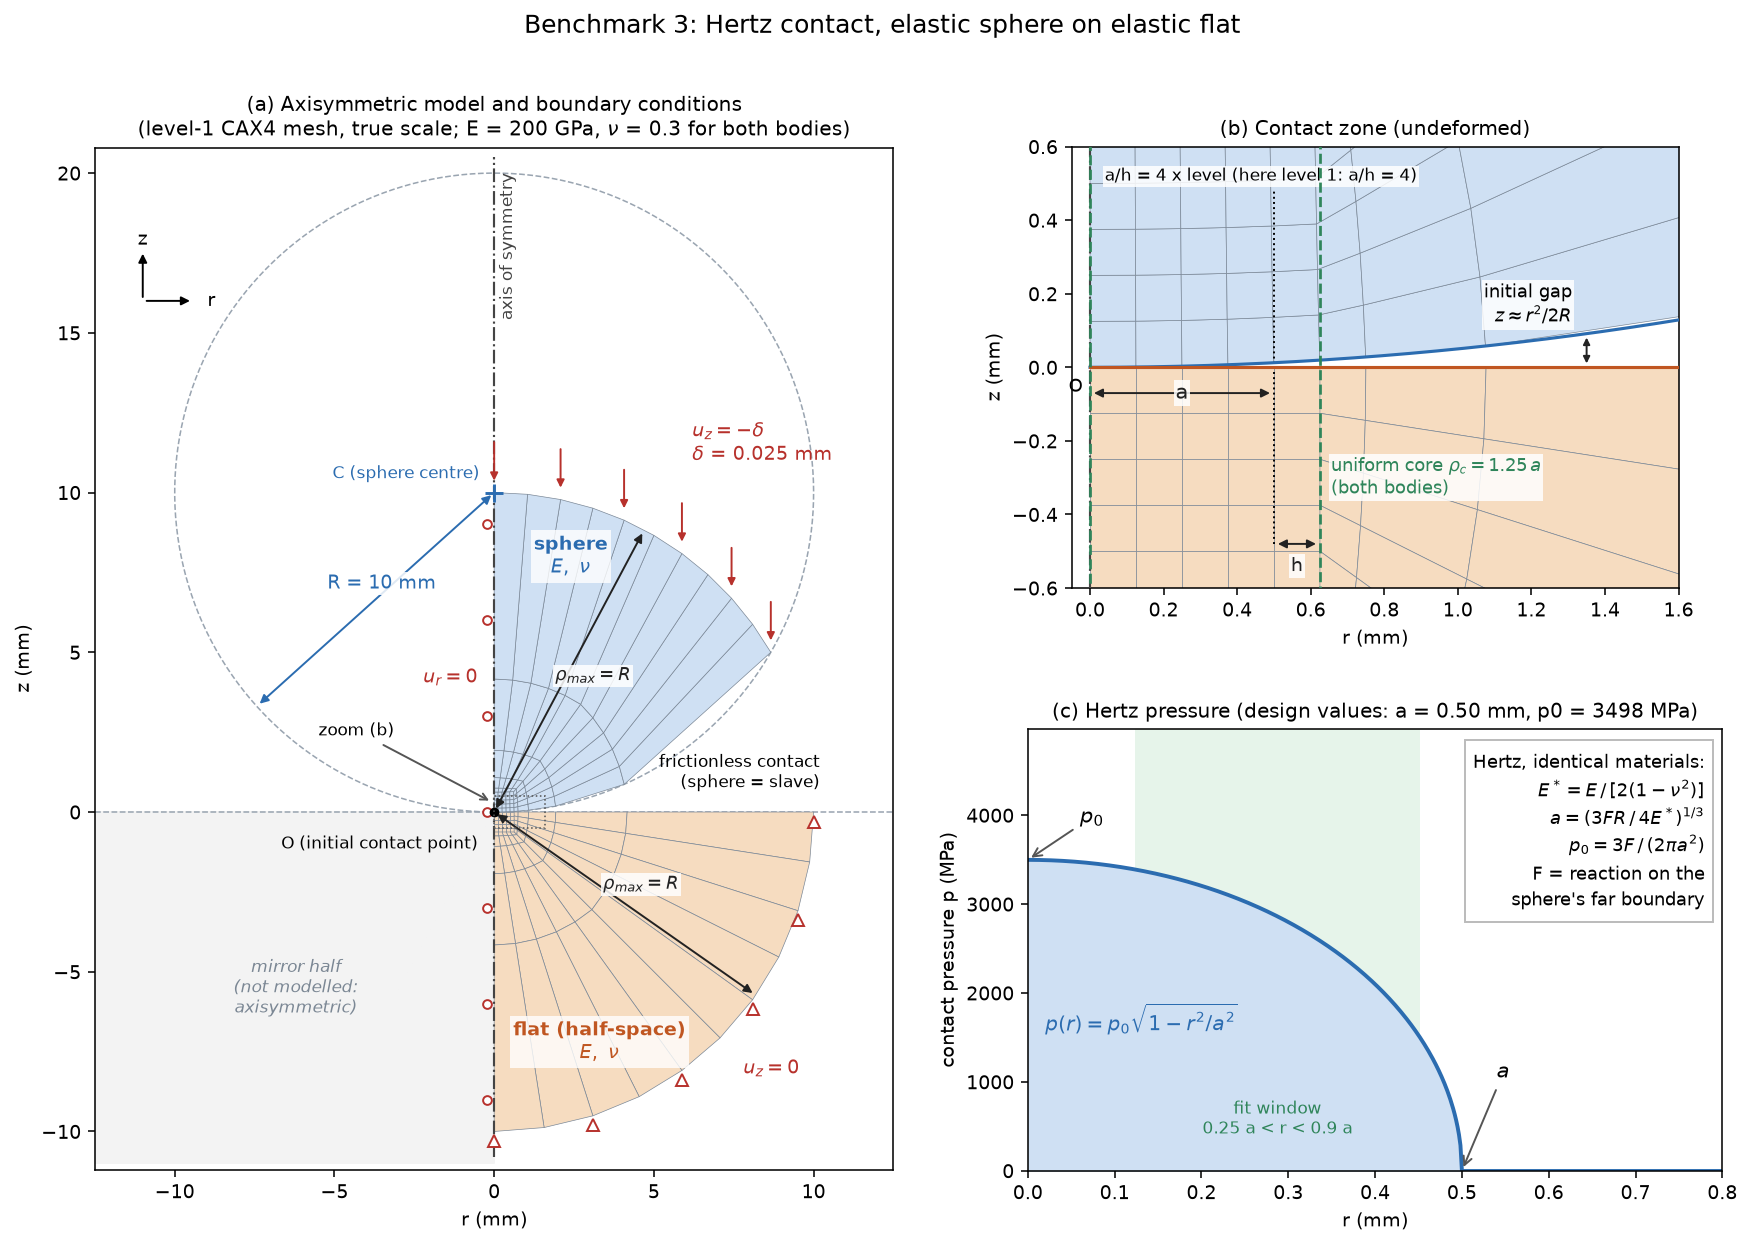 Benchmark 3: Hertz contact, elastic sphere on elastic flat
(a) Axisymmetric model and boundary conditions
(level-1 CAX4 mesh, true scale; E = 200 GPa, ν = 0.3 for both bodies)
20
15
10
5
0
−5
−10
z (mm)
−10
−5
0
5
10
r (mm)
z
r
axis of symmetry
u_z = −δ
δ = 0.025 mm
C (sphere centre)
sphere
E, ν
R = 10 mm
u_r = 0
ρ_max = R
zoom (b)
frictionless contact
(sphere = slave)
O (initial contact point)
ρ_max = R
mirror half
(not modelled:
axisymmetric)
flat (half-space)
E, ν
u_z = 0
(b) Contact zone (undeformed)
0.6
0.4
0.2
0.0
−0.2
−0.4
−0.6
z (mm)
0.0
0.2
0.4
0.6
0.8
1.0
1.2
1.4
1.6
r (mm)
a/h = 4 x level (here level 1: a/h = 4)
initial gap
z ≈ r²/2R
O
a
uniform core ρ_c = 1.25 a
(both bodies)
h
(c) Hertz pressure (design values: a = 0.50 mm, p0 = 3498 MPa)
4000
3000
2000
1000
0
contact pressure p (MPa)
0.0
0.1
0.2
0.3
0.4
0.5
0.6
0.7
0.8
r (mm)
p₀
Hertz, identical materials:
E* = E / [2(1 − ν²)]
a = (3FR / 4E*)^{1/3}
p₀ = 3F / (2πa²)
F = reaction on the
sphere's far boundary
p(r) = p₀√(1 − r²/a²)
a
fit window
0.25 a < r < 0.9 a